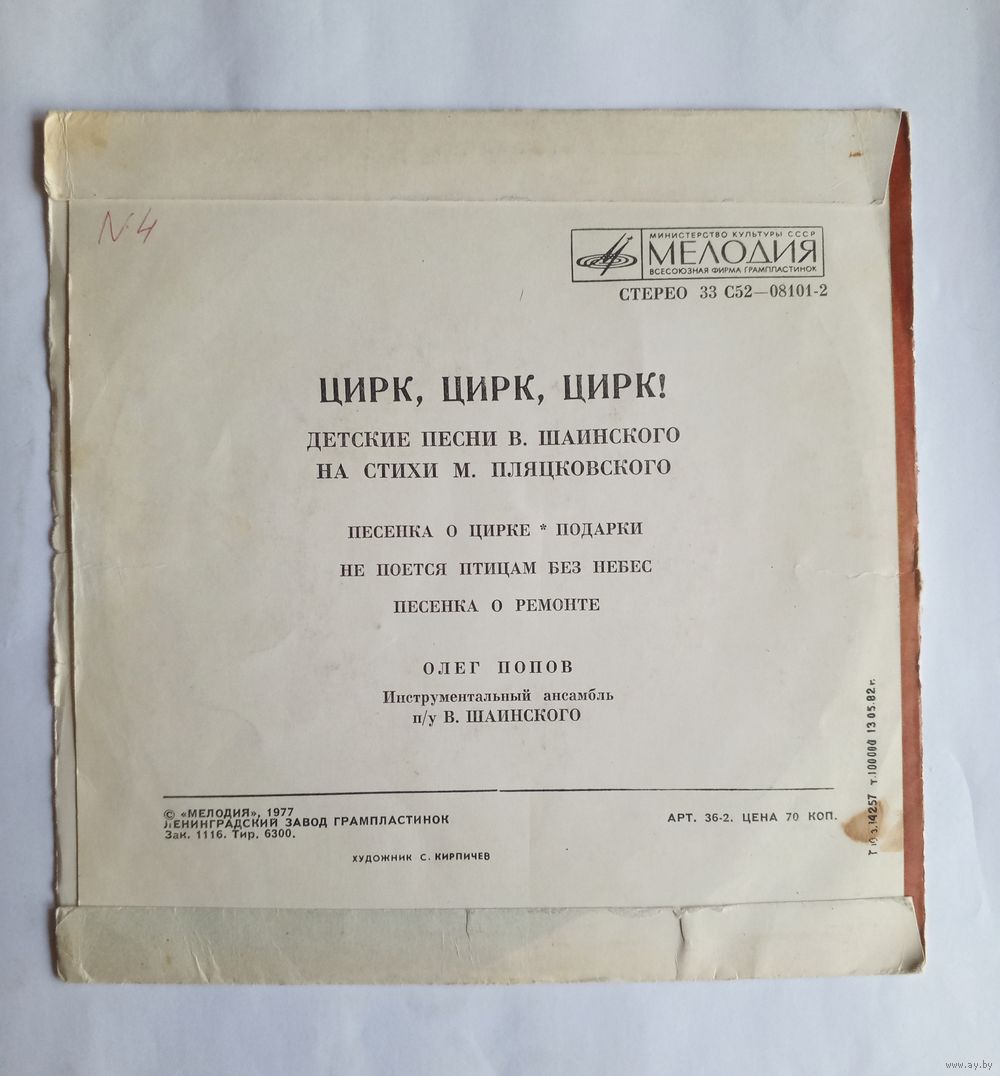 N4
МИНИСТЕРСТВО КУЛЬТУРЫ СССР
МЕЛОДИЯ
ВСЕСОЮЗНАЯ ФИРМА ГРАМПЛАСТИНОК
СТЕРЕО 33 С52—08101-2
ЦИРК, ЦИРК, ЦИРК!
ДЕТСКИЕ ПЕСНИ В. ШАИНСКОГО
НА СТИХИ М. ПЛЯЦКОВСКОГО
ПЕСЕНКА О ЦИРКЕ * ПОДАРКИ
НЕ ПОЕТСЯ ПТИЦАМ БЕЗ НЕБЕС
ПЕСЕНКА О РЕМОНТЕ
ОЛЕГ ПОПОВ
Инструментальный ансамбль
п/у В. ШАИНСКОГО
© «МЕЛОДИЯ», 1977
ЛЕНИНГРАДСКИЙ ЗАВОД ГРАМПЛАСТИНОК
Зак. 1116. Тир. 6300.
АРТ. 36-2. ЦЕНА 70 КОП.
ХУДОЖНИК С. КИРПИЧЕВ
14257 т.100000 13 05.82 г.
www.ay.by